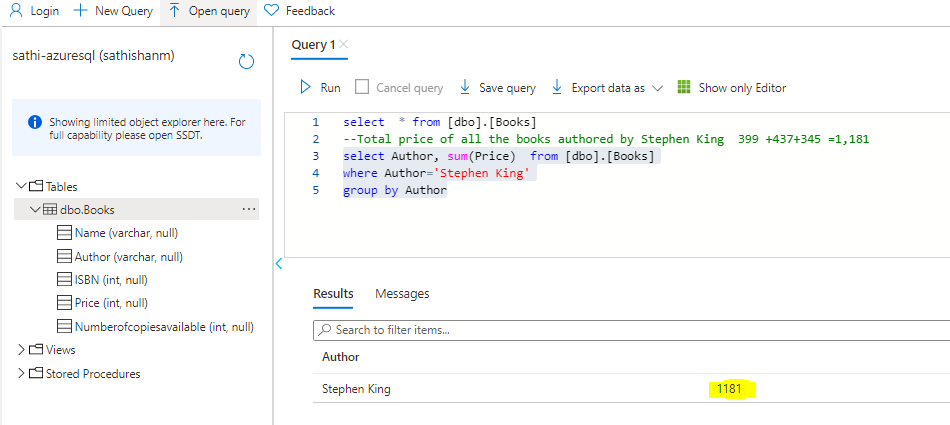 Login New Query Open query Feedback
sathi-azuresql (sathishanm)
Showing limited object explorer here. For
full capability please open SSDT.
Tables
dbo.Books
Name (varchar, null)
Author (varchar, null)
ISBN (int, null)
Price (int, null)
Numberofcopiesavailable (int, null)
Views
Stored Procedures
Query 1
Run Cancel query Save query Export data as Show only Editor
1 select  * from [dbo].[Books]
2 --Total price of all the books authored by Stephen King  399 +437+345 =1,181
3 select Author, sum(Price)  from [dbo].[Books]
4 where Author='Stephen King'
5 group by Author
Results Messages
Search to filter items...
Author
Stephen King 1181